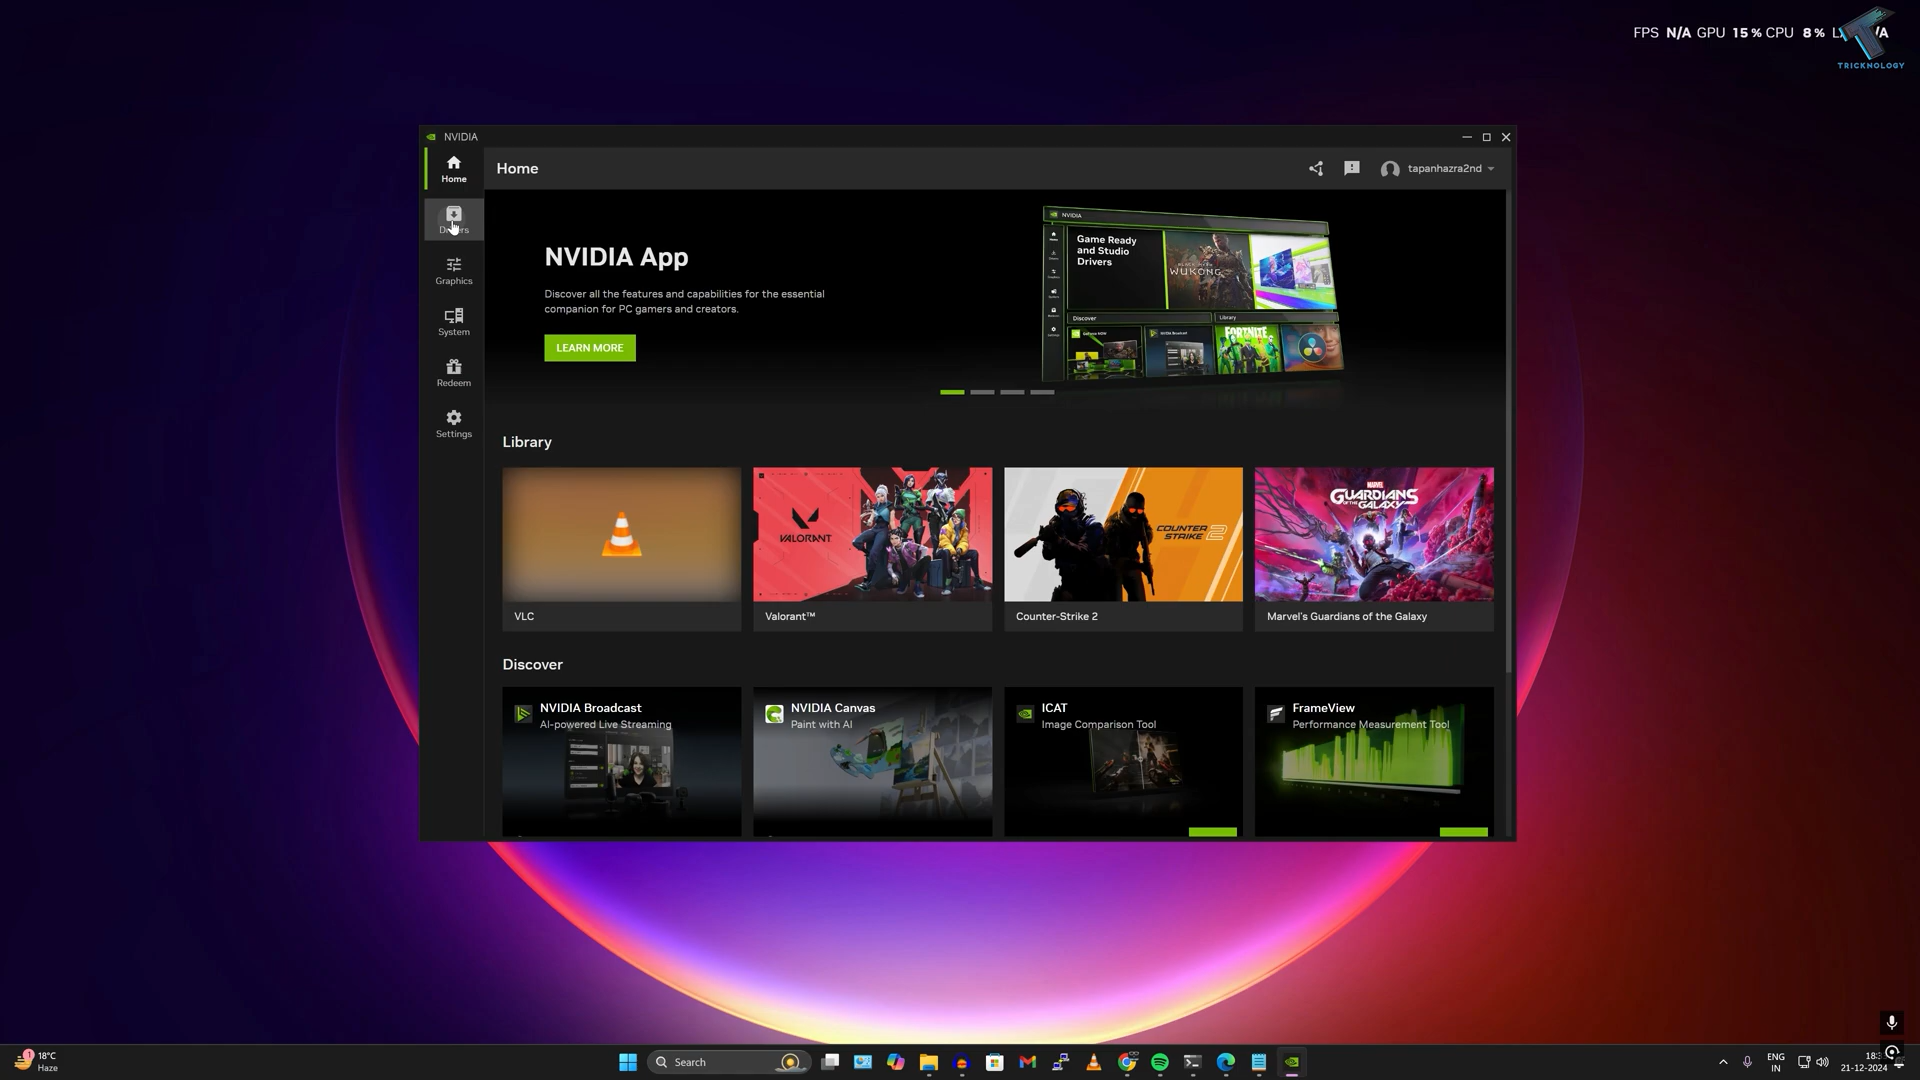 FPS N/A GPU 15% CPU 8%
TRICKNOLOGY
NVIDIA
Home
Home
tapanhazra2nd
Graphics
System
Redeem
Settings
NVIDIA App
Discover all the features and capabilities for the essential
companion for PC gamers and creators.
LEARN MORE
NVIDIA
Game Ready
and Studio
Drivers
WUKONG
Discover
Library
FORTNITE
Library
VALORANT
COUNTER
STRIKE 2
MARVEL
GUARDIANS
OF THE GALAXY
VLC
Valorant™
Counter-Strike 2
Marvel's Guardians of the Galaxy
Discover
NVIDIA Broadcast
AI-powered Live Streaming
NVIDIA Canvas
Paint with AI
ICAT
Image Comparison Tool
FrameView
Performance Measurement Tool
1
18°C
Haze
Search
ENG
IN
21-12-2024